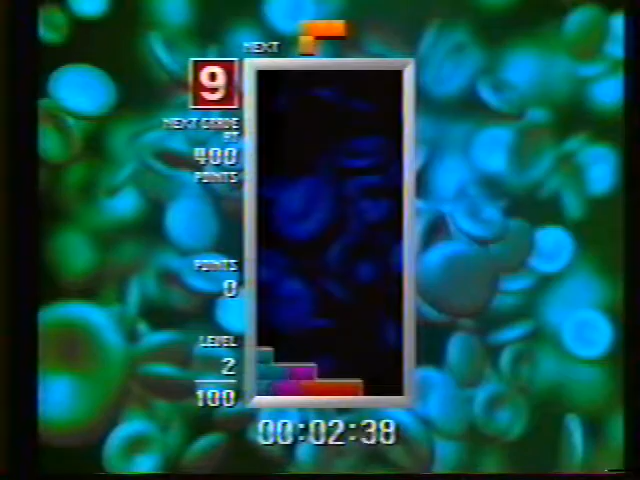 NEXT
9
NEXT GRADE
AT
400
POINTS
POINTS
0
LEVEL
2
100
00:02:38